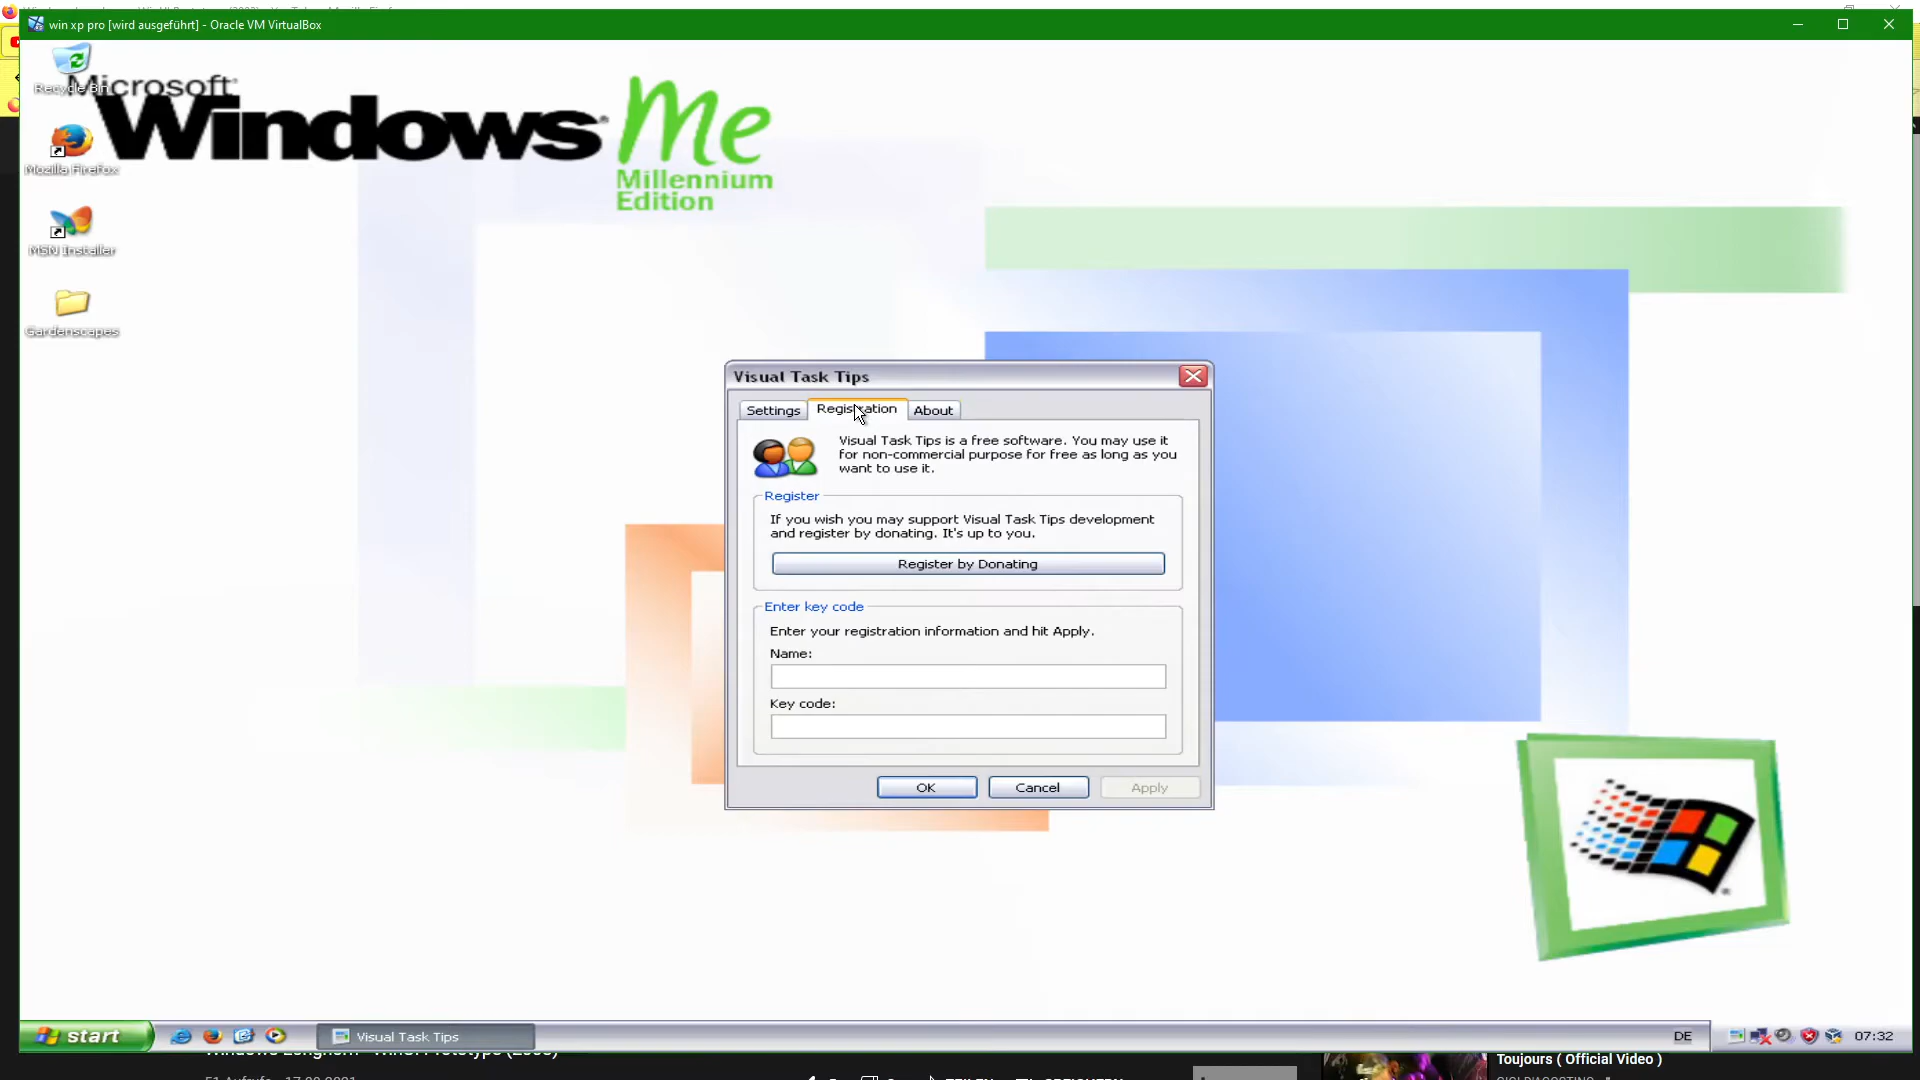 win xp pro [wird ausgeführt] - Oracle VM VirtualBox
Recycle Bin
Microsoft®
Windows® Me
Millennium
Edition
Mozilla Firefox
MSN Installer
Gardenscapes
Visual Task Tips
Settings
Registration
About
Visual Task Tips is a free software. You may use it
for non-commercial purpose for free as long as you
want to use it.
Register
If you wish you may support Visual Task Tips development
and register by donating. It's up to you.
Register by Donating
Enter key code
Enter your registration information and hit Apply.
Name:
Key code:
OK
Cancel
Apply
start
Visual Task Tips
DE
07:32
Toujours ( Official Video )